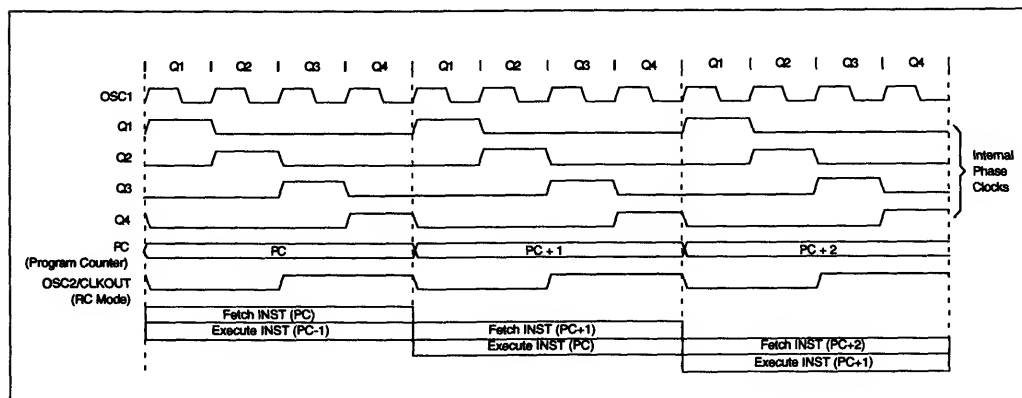 | Q1 | Q2 | Q3 | Q4 | Q1 | Q2 | Q3 | Q4 | Q1 | Q2 | Q3 | Q4 |
OSC1
Q1
Q2
Q3
Q4
Internal
Phase
Clocks
PC
(Program Counter)
PC
PC + 1
PC + 2
OSC2/CLKOUT
(RC Mode)
Fetch INST (PC)
Execute INST (PC-1)
Fetch INST (PC+1)
Execute INST (PC)
Fetch INST (PC+2)
Execute INST (PC+1)